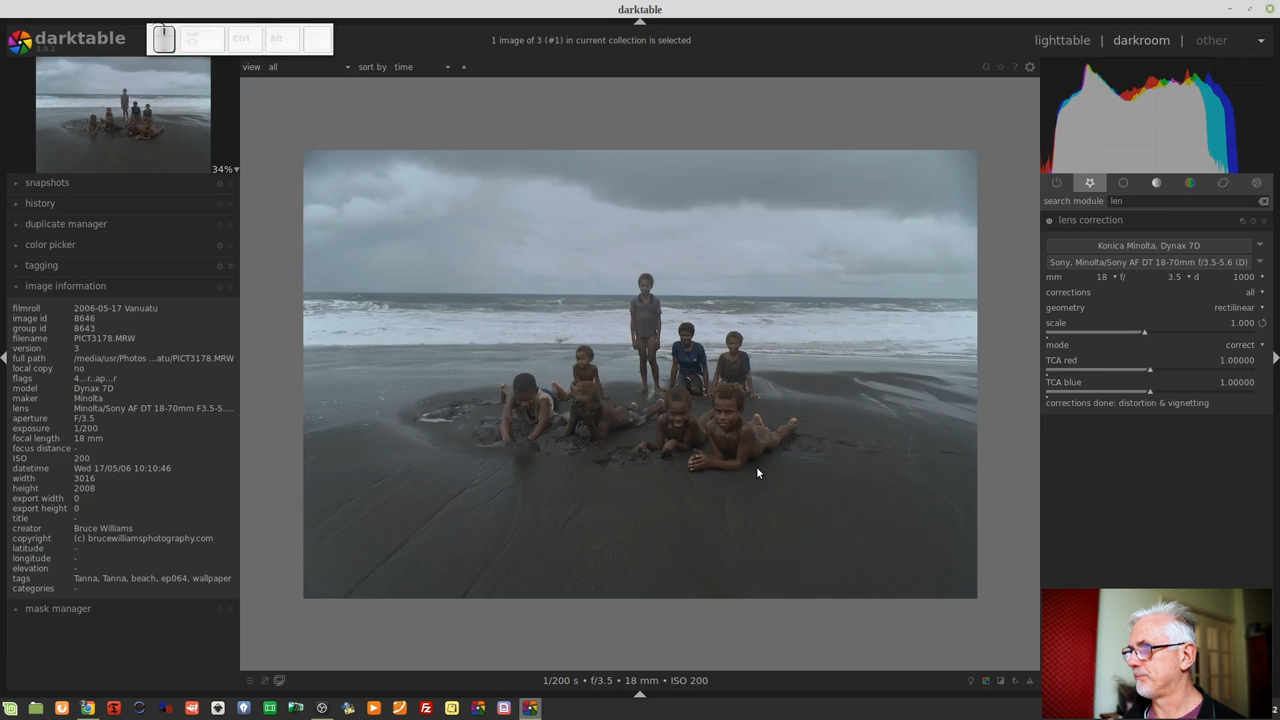 darktable
darktable
3.0.2
Ctrl
Alt
1 image of 3 (#1) in current collection is selected
lighttable | darkroom | other
view all
sort by time
34%
snapshots
history
duplicate manager
color picker
tagging
image information
filmroll 2006-05-17 Vanuatu
image id 8646
group id 8643
filename PICT3178.MRW
version 3
full path /media/usr/Photos ...atu/PICT3178.MRW
local copy no
flags 4...r..ap...r
model Dynax 7D
maker Minolta
lens Minolta/Sony AF DT 18-70mm F3.5-5....
aperture F/3.5
exposure 1/200
focal length 18 mm
focus distance -
ISO 200
datetime Wed 17/05/06 10:10:46
width 3016
height 2008
export width 0
export height 0
title -
creator Bruce Williams
copyright (c) brucewilliamsphotography.com
latitude -
longitude -
elevation -
tags Tanna, Tanna, beach, ep064, wallpaper
categories -
mask manager
search module len
lens correction
Konica Minolta, Dynax 7D
Sony, Minolta/Sony AF DT 18-70mm f/3.5-5.6 (D)
mm 18 f/ 3.5 d 1000
corrections all
geometry rectilinear
scale 1.000
mode correct
TCA red 1.00000
TCA blue 1.00000
corrections done: distortion & vignetting
1/200 s • f/3.5 • 18 mm • ISO 200